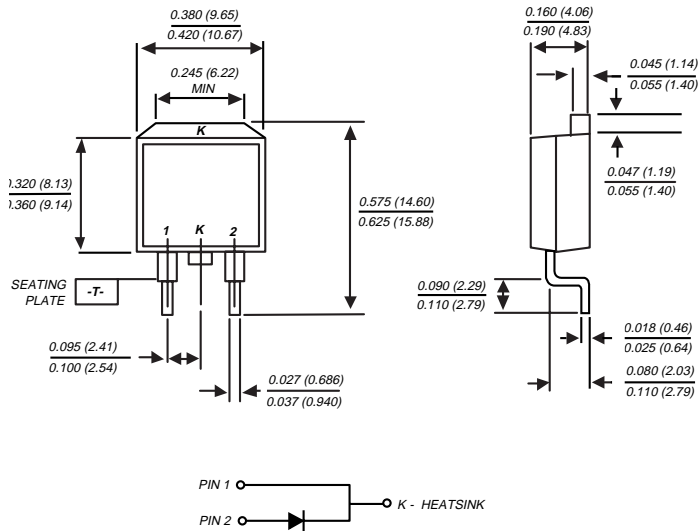 0.380 (9.65)
0.420 (10.67)
0.245 (6.22)
MIN
K
0.320 (8.13)
0.360 (9.14)
1 K 2
0.575 (14.60)
0.625 (15.88)
SEATING
PLATE
-T-
0.095 (2.41)
0.100 (2.54)
0.027 (0.686)
0.037 (0.940)
0.160 (4.06)
0.190 (4.83)
0.045 (1.14)
0.055 (1.40)
0.047 (1.19)
0.055 (1.40)
0.090 (2.29)
0.110 (2.79)
0.018 (0.46)
0.025 (0.64)
0.080 (2.03)
0.110 (2.79)
PIN 1
K - HEATSINK
PIN 2